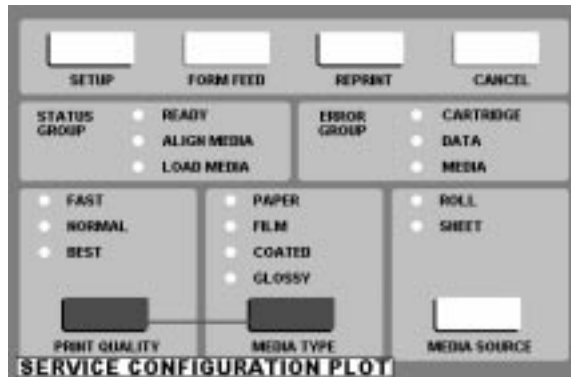 SETUP
FORM FEED
REPRINT
CANCEL
STATUS GROUP
READY
ALIGN MEDIA
LOAD MEDIA
ERROR GROUP
CARTRIDGE
DATA
MEDIA
FAST
NORMAL
BEST
PRINT QUALITY
PAPER
FILM
COATED
GLOSSY
MEDIA TYPE
ROLL
SHEET
MEDIA SOURCE
SERVICE CONFIGURATION PLOT